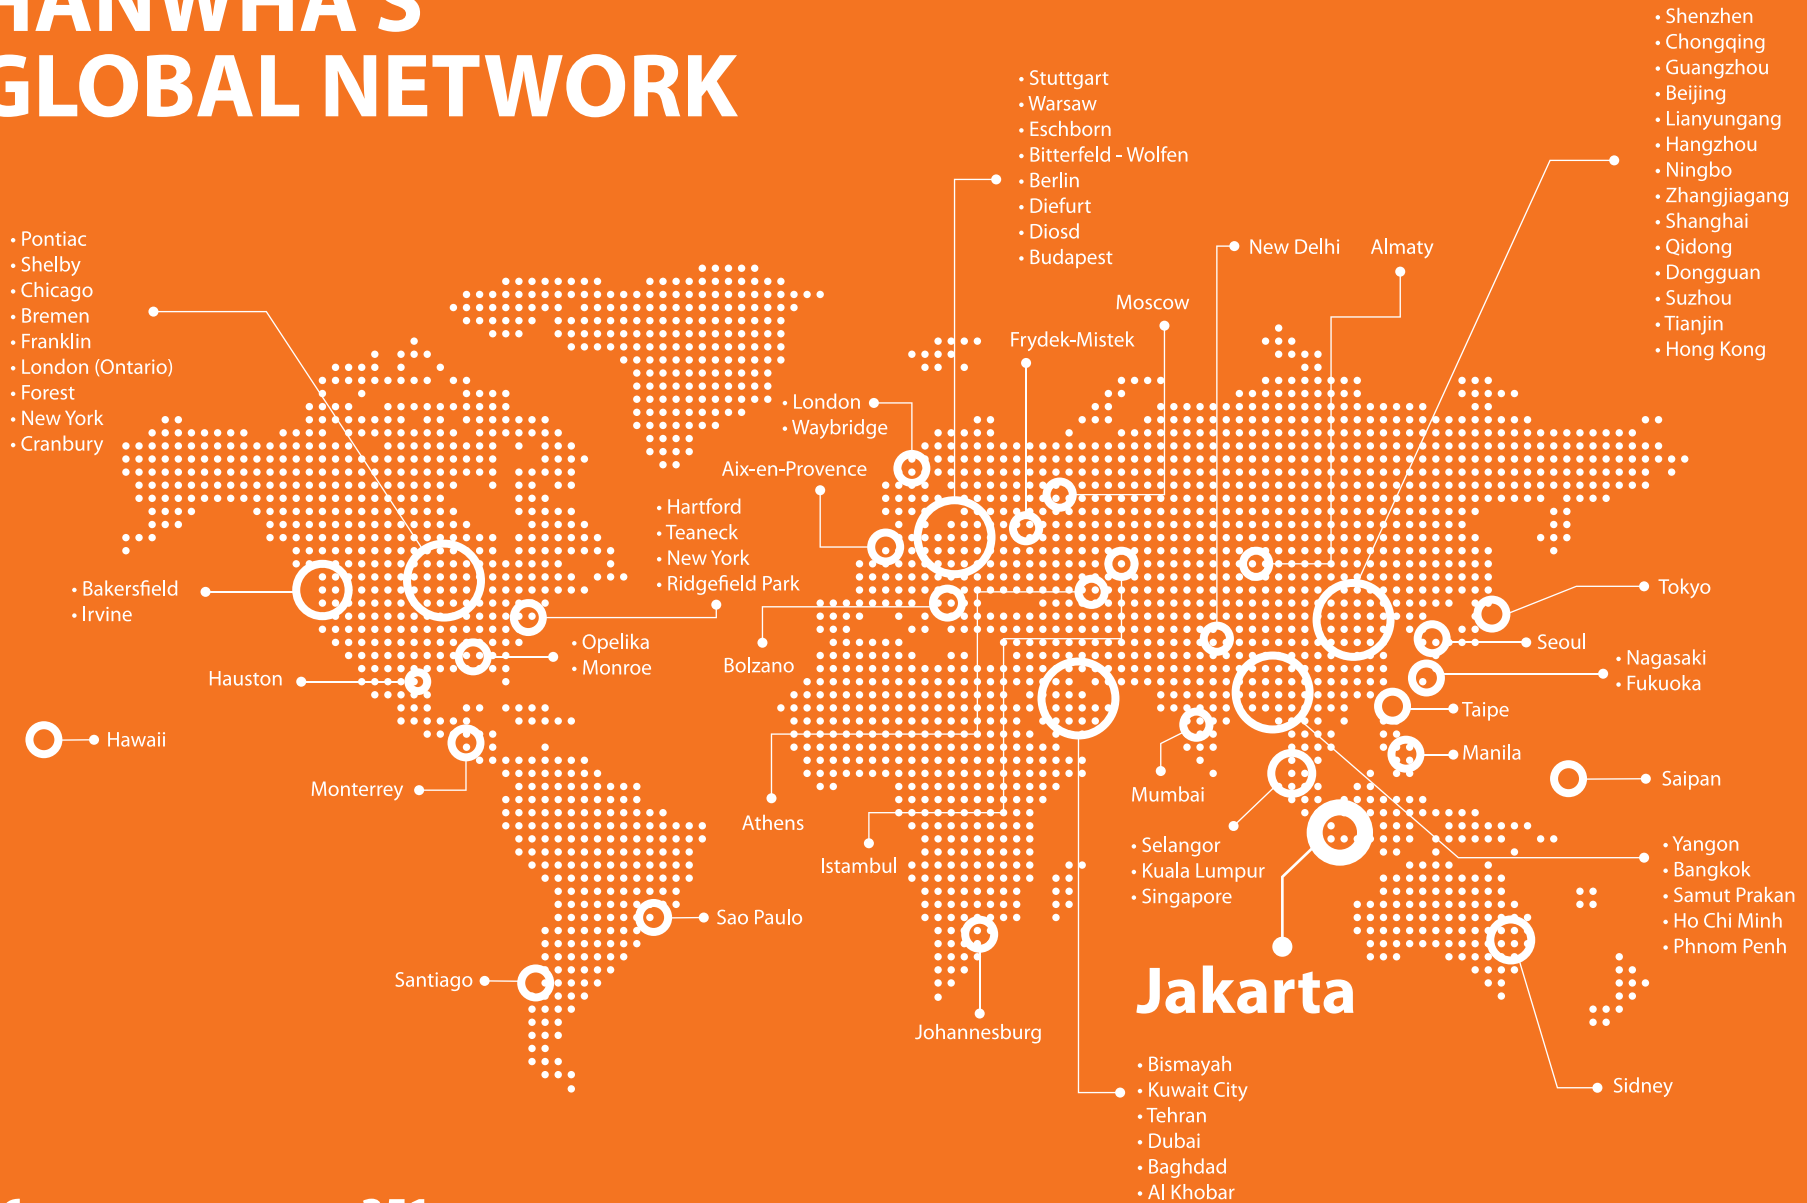 HANWHA'S
GLOBAL NETWORK
• Pontiac
• Shelby
• Chicago
• Bremen
• Franklin
• London (Ontario)
• Forest
• New York
• Cranbury
• Bakersfield
• Irvine
Hauston
Hawaii
Monterrey
• Opelika
• Monroe
• Hartford
• Teaneck
• New York
• Ridgefield Park
Santiago
Sao Paulo
• Stuttgart
• Warsaw
• Eschborn
• Bitterfeld - Wolfen
• Berlin
• Diefurt
• Diosd
• Budapest
• London
• Waybridge
Aix-en-Provence
Bolzano
Athens
Istambul
Johannesburg
Frydek-Mistek
Moscow
New Delhi
Almaty
• Shenzhen
• Chongqing
• Guangzhou
• Beijing
• Lianyungang
• Hangzhou
• Ningbo
• Zhangjiagang
• Shanghai
• Qidong
• Dongguan
• Suzhou
• Tianjin
• Hong Kong
Tokyo
Seoul
• Nagasaki
• Fukuoka
Taipe
Manila
Saipan
Mumbai
• Selangor
• Kuala Lumpur
• Singapore
• Yangon
• Bangkok
• Samut Prakan
• Ho Chi Minh
• Phnom Penh
Jakarta
Sidney
• Bismayah
• Kuwait City
• Tehran
• Dubai
• Baghdad
• Al Khobar